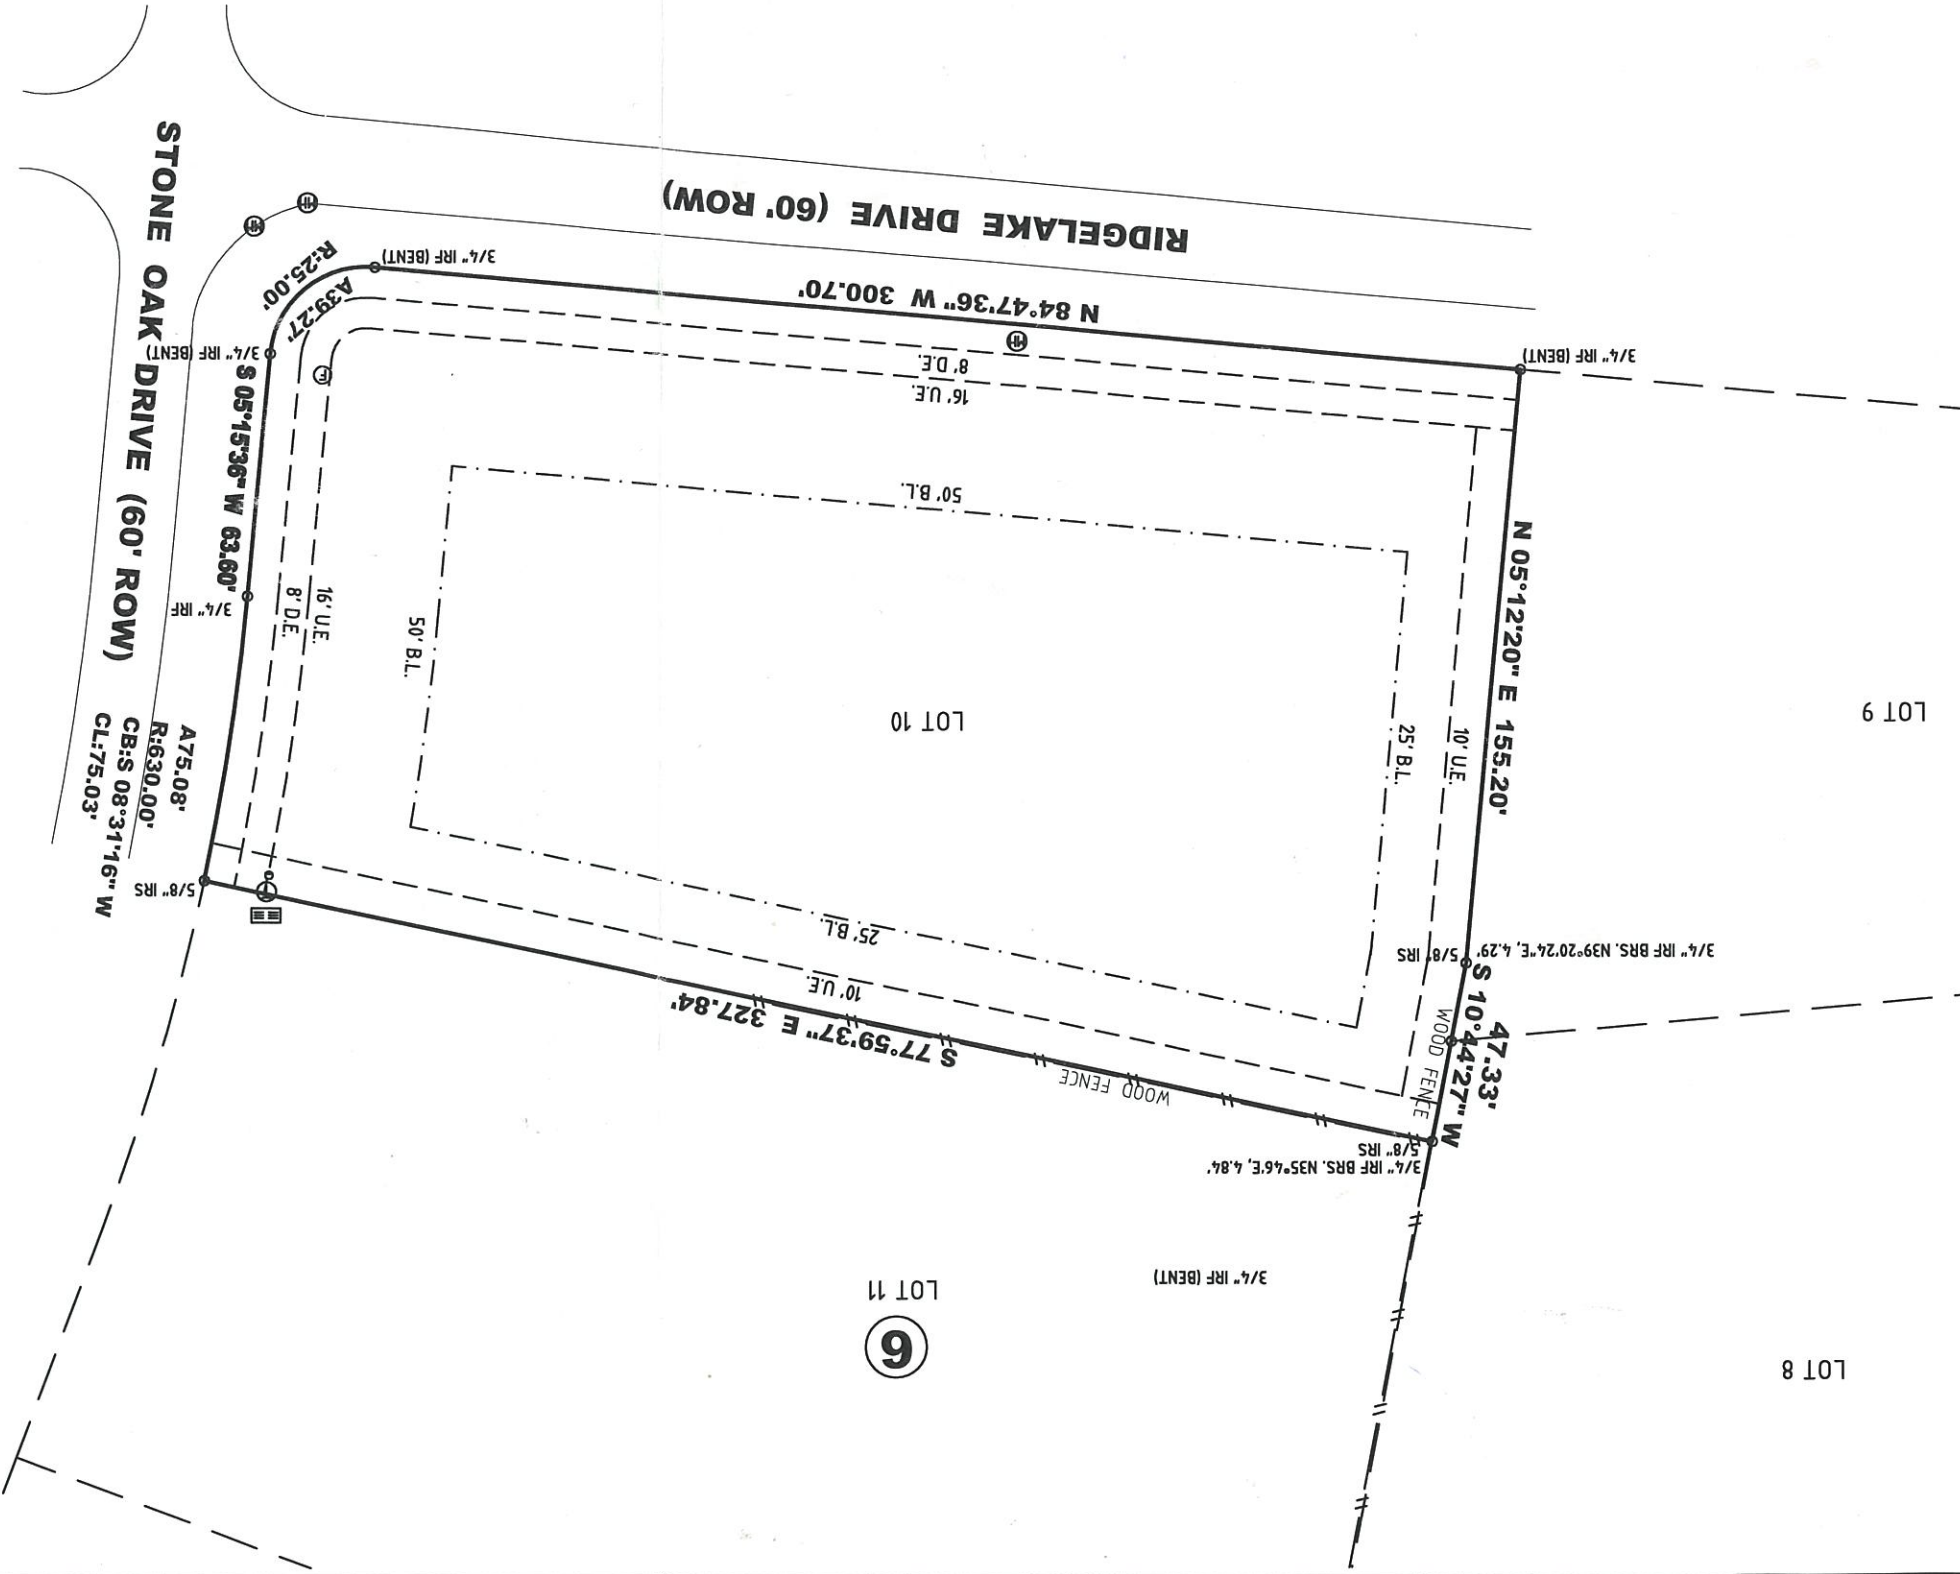 STONE OAK DRIVE (60' ROW)
RIDGELAKE DRIVE (60' ROW)
MH
MH
R:25.00'
A39.27'
3/4" IRF (BENT)
3/4" IRF (BENT)
N 84°47'36" W 300.70'
MH
3/4" IRF (BENT)
8' D.E.
16' U.E.
F
S 05°15'36" W 63.60'
3/4" IRF
16' U.E.
8' D.E.
50' B.L.
50' B.L.
LOT 10
25' B.L.
10' U.E.
N 05°12'20" E 155.20'
LOT 9
A75.08'
R:630.00'
CB:S 08°31'16" W
CL:75.03'
5/8" IRS
25' B.L.
10' U.E.
S 77°59'37" E 327.84'
WOOD FENCE
5/8" IRS
3/4" IRF BRS. N39°20'24"E, 4.29'
S 10°44'27" W
47.33'
WOOD FENCE
5/8" IRS
3/4" IRF BRS. N35°46'E, 4.84'
3/4" IRF (BENT)
LOT 11
6
LOT 8